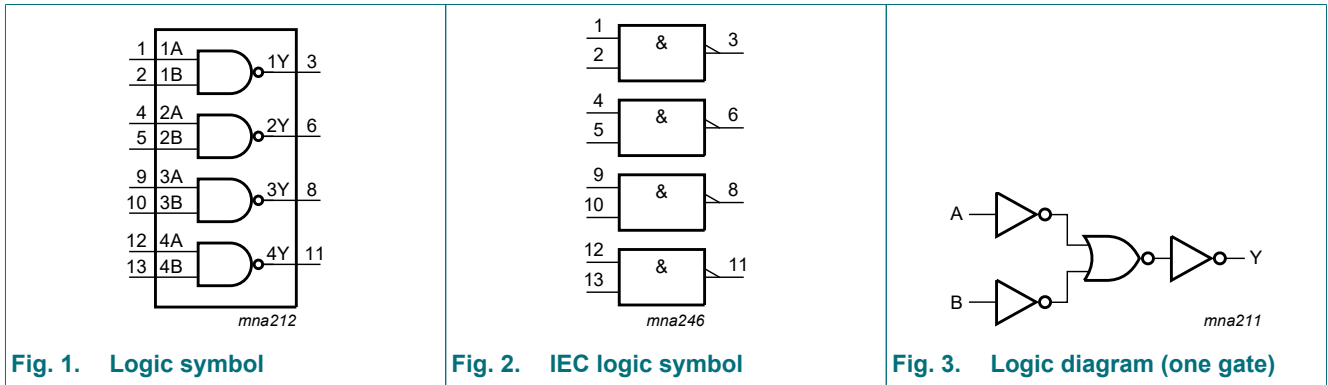 1 1A
1Y 3
2 1B
4 2A
2Y 6
5 2B
9 3A
3Y 8
10 3B
12 4A
4Y 11
13 4B
mna212
Fig. 1. Logic symbol
1
&
3
2
4
&
6
5
9
&
8
10
12
&
11
13
mna246
Fig. 2. IEC logic symbol
A
Y
B
mna211
Fig. 3. Logic diagram (one gate)